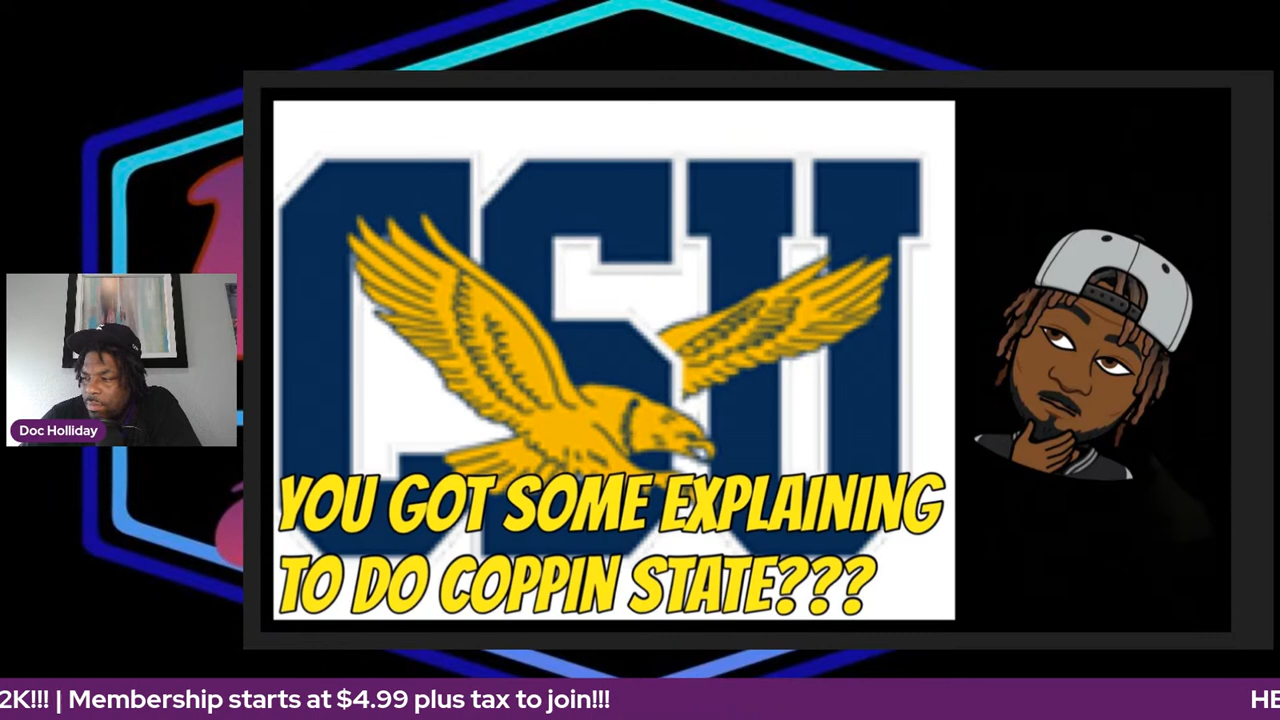 CSU
YOU GOT SOME EXPLAINING
TO DO COPPIN STATE???
Doc Holliday
2K!!! | Membership starts at $4.99 plus tax to join!!!
HE